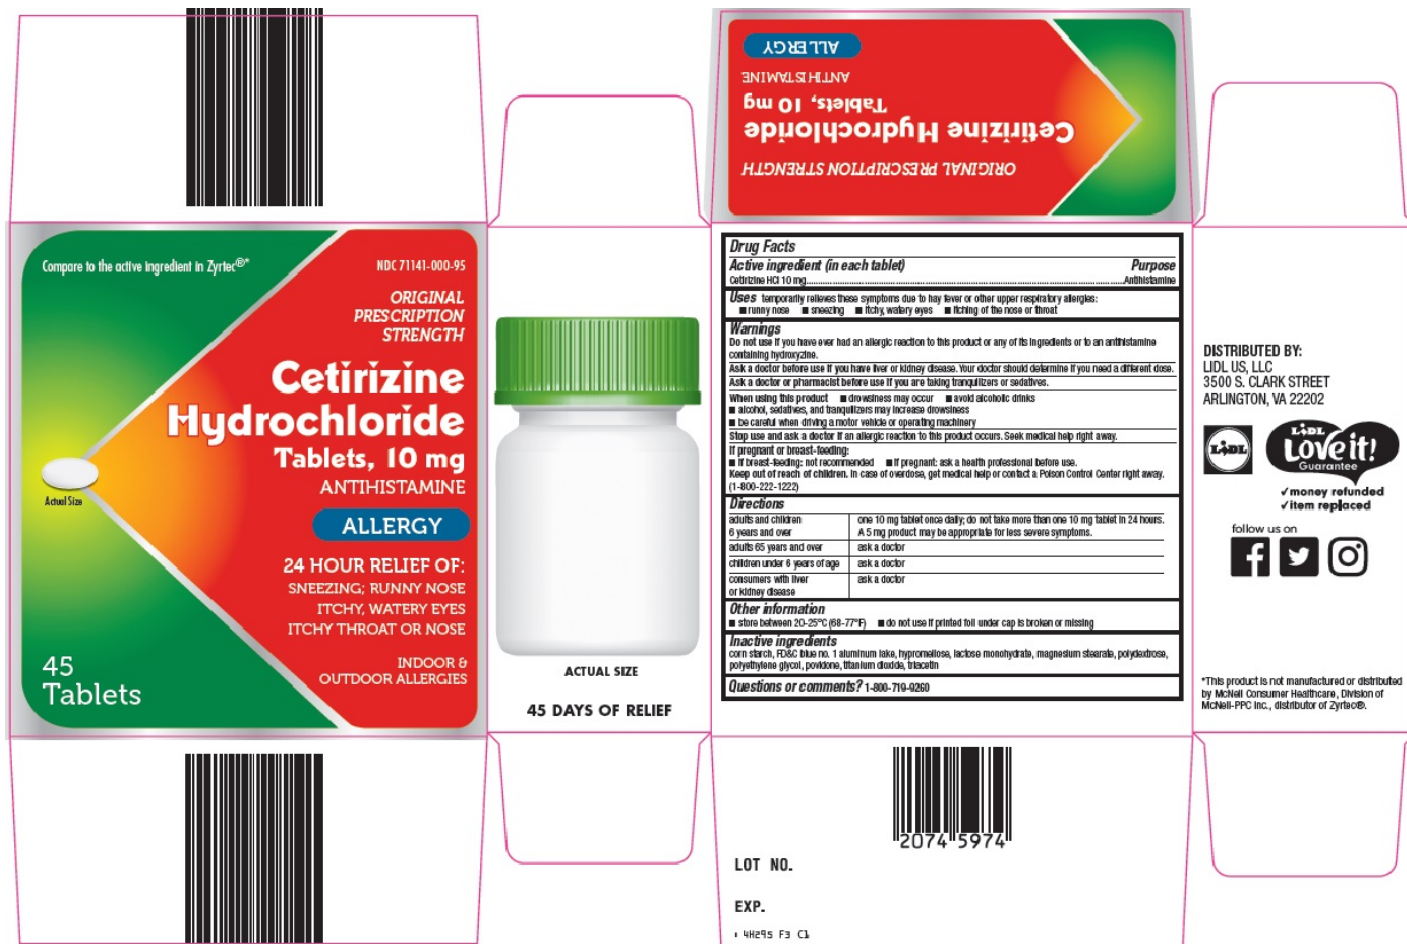 ORIGINAL PRESCRIPTION STRENGTH
Cetirizine Hydrochloride
Tablets, 10 mg
ANTIHISTAMINE
ALLERGY
Compare to the active ingredient in Zyrtec®*
NDC 71141-000-95
ORIGINAL
PRESCRIPTION
STRENGTH
Cetirizine
Hydrochloride
Tablets, 10 mg
ANTIHISTAMINE
Actual Size
ALLERGY
24 HOUR RELIEF OF:
SNEEZING; RUNNY NOSE
ITCHY, WATERY EYES
ITCHY THROAT OR NOSE
INDOOR &
OUTDOOR ALLERGIES
45
Tablets
ACTUAL SIZE
45 DAYS OF RELIEF
Drug Facts
Active ingredient (in each tablet) Purpose
Cetirizine HCl 10 mg Antihistamine
Uses temporarily relieves these symptoms due to hay fever or other upper respiratory allergies:
■ runny nose ■ sneezing ■ itchy, watery eyes ■ itching of the nose or throat
Warnings
Do not use if you have ever had an allergic reaction to this product or any of its ingredients or to an antihistamine
containing hydroxyzine.
Ask a doctor before use if you have liver or kidney disease. Your doctor should determine if you need a different dose.
Ask a doctor or pharmacist before use if you are taking tranquilizers or sedatives.
When using this product ■ drowsiness may occur ■ avoid alcoholic drinks
■ alcohol, sedatives, and tranquilizers may increase drowsiness
■ be careful when driving a motor vehicle or operating machinery
Stop use and ask a doctor if an allergic reaction to this product occurs. Seek medical help right away.
If pregnant or breast-feeding:
■ if breast-feeding: not recommended ■ if pregnant: ask a health professional before use.
Keep out of reach of children. In case of overdose, get medical help or contact a Poison Control Center right away.
(1-800-222-1222)
Directions
adults and children one 10 mg tablet once daily; do not take more than one 10 mg tablet in 24 hours.
6 years and over A 5 mg product may be appropriate for less severe symptoms.
adults 65 years and over ask a doctor
children under 6 years of age ask a doctor
consumers with liver ask a doctor
or kidney disease
Other information
■ store between 20-25°C (68-77°F) ■ do not use if printed foil under cap is broken or missing
Inactive ingredients
corn starch, FD&C blue no. 1 aluminum lake, hypromellose, lactose monohydrate, magnesium stearate, polydextrose,
polyethylene glycol, povidone, titanium dioxide, triacetin
Questions or comments? 1-800-719-9260
2074 5974
LOT NO.
EXP.
4H295 F3 C1
DISTRIBUTED BY:
LIDL US, LLC
3500 S. CLARK STREET
ARLINGTON, VA 22202
LIDL
LIDL
Love it!
Guarantee
✓money refunded
✓item replaced
follow us on
*This product is not manufactured or distributed
by McNeil Consumer Healthcare, Division of
McNeil-PPC Inc., distributor of Zyrtec®.